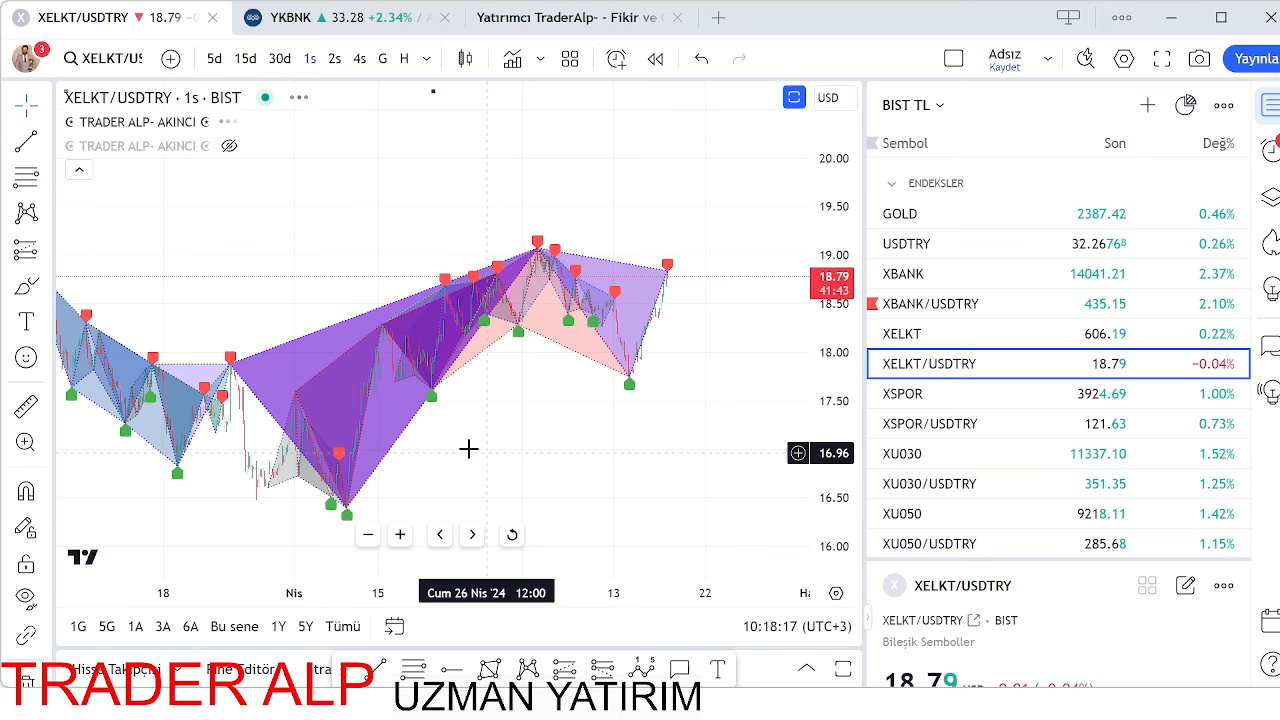 XELKT/USDTRY ▼ 18.79
YKBNK ▲ 33.28 +2.34% / A
Yatırımcı TraderAlp- - Fikir ve
3
XELKT/US
5d 15d 30d 1s 2s 4s G H
Adsız
Kaydet
Yayınla
XELKT/USDTRY · 1s · BIST
USD
TRADER ALP- AKINCI
TRADER ALP- AKINCI
20.00
19.50
19.00
18.79
41:43
18.50
18.00
17.50
16.96
16.50
16.00
18 Nis 15 Cum 26 Nis '24 12:00 13 22 Ha
1G 5G 1A 3A 6A Bu sene 1Y 5Y Tümü
10:18:17 (UTC+3)
BIST TL
Sembol Son Değ%
ENDEKSLER
GOLD 2387.42 0.46%
USDTRY 32.2676⁸ 0.26%
XBANK 14041.21 2.37%
XBANK/USDTRY 435.15 2.10%
XELKT 606.19 0.22%
XELKT/USDTRY 18.79 −0.04%
XSPOR 3924.69 1.00%
XSPOR/USDTRY 121.63 0.73%
XU030 11337.10 1.52%
XU030/USDTRY 351.35 1.25%
XU050 9218.11 1.42%
XU050/USDTRY 285.68 1.15%
X XELKT/USDTRY
XELKT/USDTRY · BIST
Bileşik Semboller
18.79
TRADER ALP
UZMAN YATIRIM